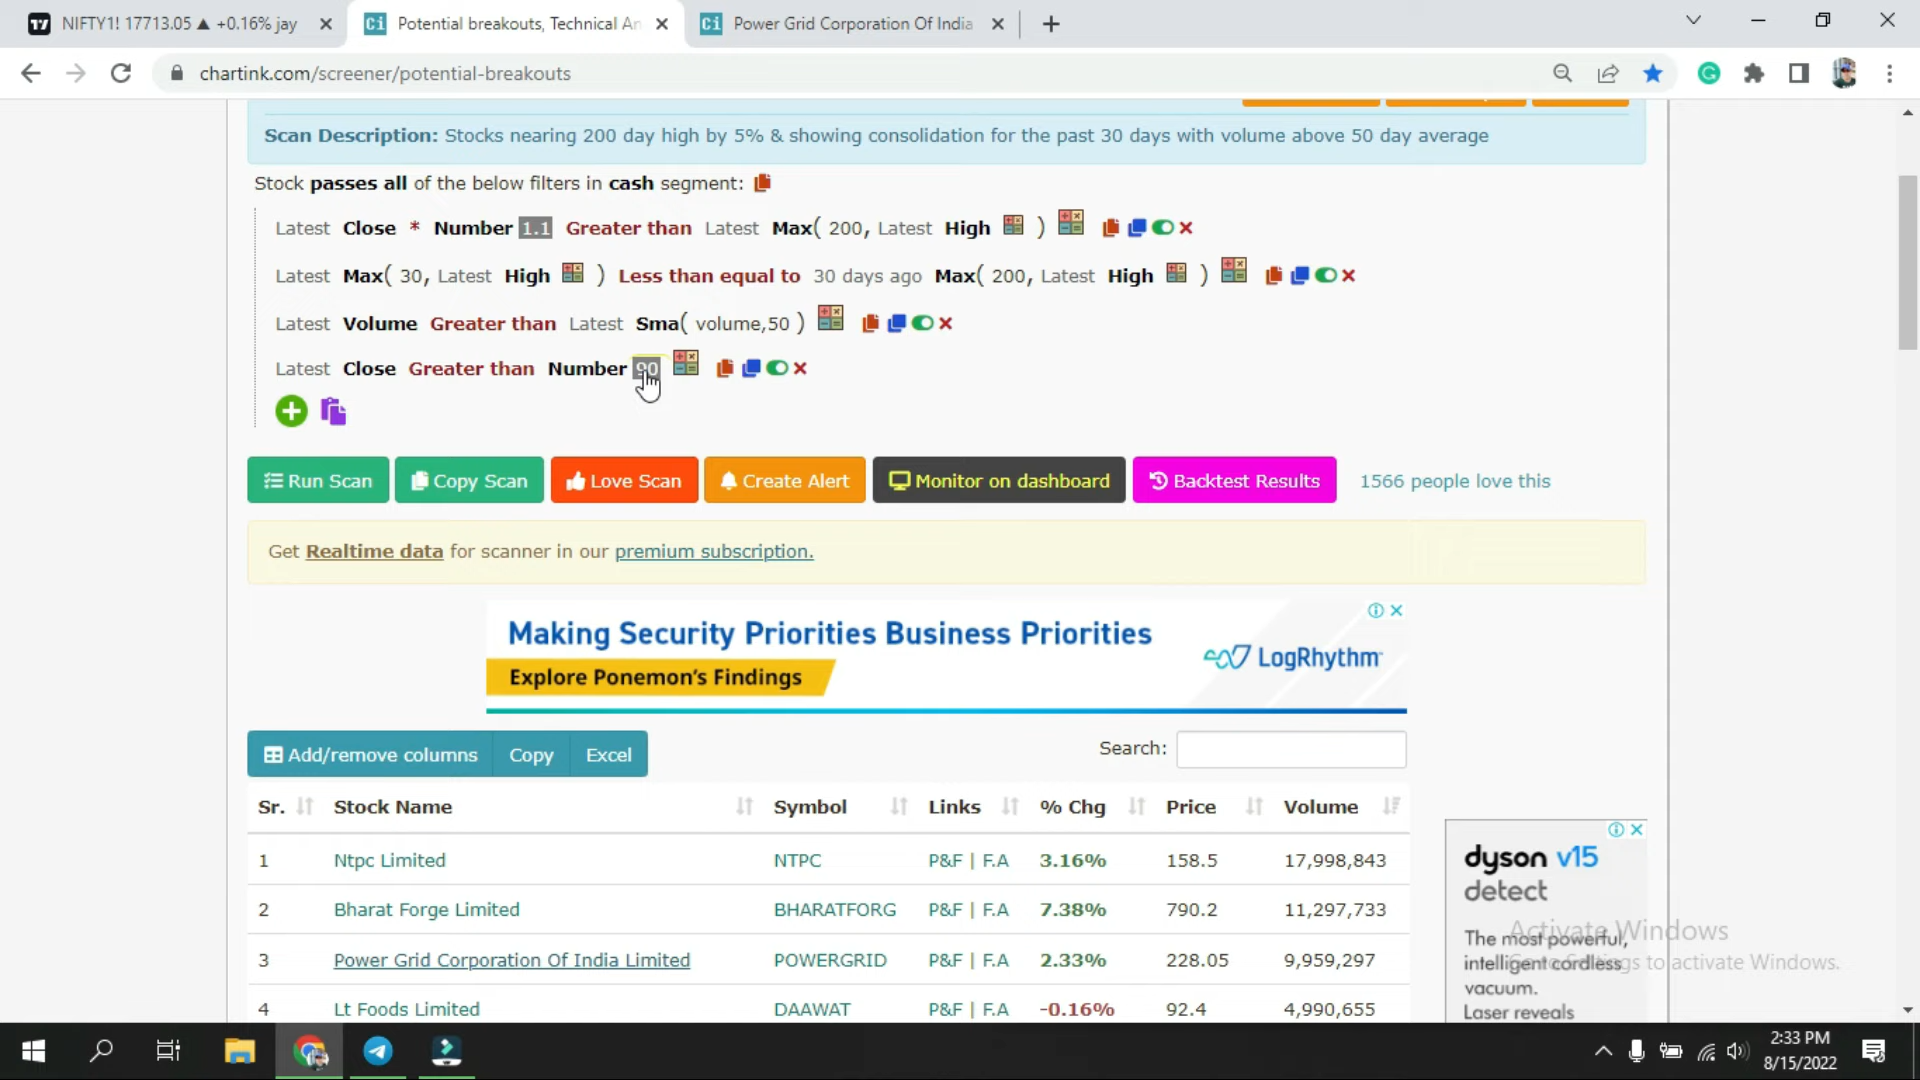 NIFTY1! 17713.05 ▲ +0.16% jay
Potential breakouts, Technical An
Power Grid Corporation Of India
chartink.com/screener/potential-breakouts
Scan Description: Stocks nearing 200 day high by 5% & showing consolidation for the past 30 days with volume above 50 day average
Stock passes all of the below filters in cash segment:
Latest Close * Number 1.1 Greater than Latest Max( 200, Latest High )
Latest Max( 30, Latest High ) Less than equal to 30 days ago Max( 200, Latest High )
Latest Volume Greater than Latest Sma( volume,50 )
Latest Close Greater than Number 90
Run Scan Copy Scan Love Scan Create Alert Monitor on dashboard Backtest Results 1566 people love this
Get Realtime data for scanner in our premium subscription.
Making Security Priorities Business Priorities
Explore Ponemon's Findings
LogRhythm
Add/remove columns Copy Excel
Search:
Sr. Stock Name Symbol Links % Chg Price Volume
1 Ntpc Limited NTPC P&F | F.A 3.16% 158.5 17,998,843
2 Bharat Forge Limited BHARATFORG P&F | F.A 7.38% 790.2 11,297,733
3 Power Grid Corporation Of India Limited POWERGRID P&F | F.A 2.33% 228.05 9,959,297
4 Lt Foods Limited DAAWAT P&F | F.A -0.16% 92.4 4,990,655
dyson v15
detect
The most powerful,
intelligent cordless
vacuum.
Laser reveals
Activate Windows
Go to Settings to activate Windows.
2:33 PM
8/15/2022